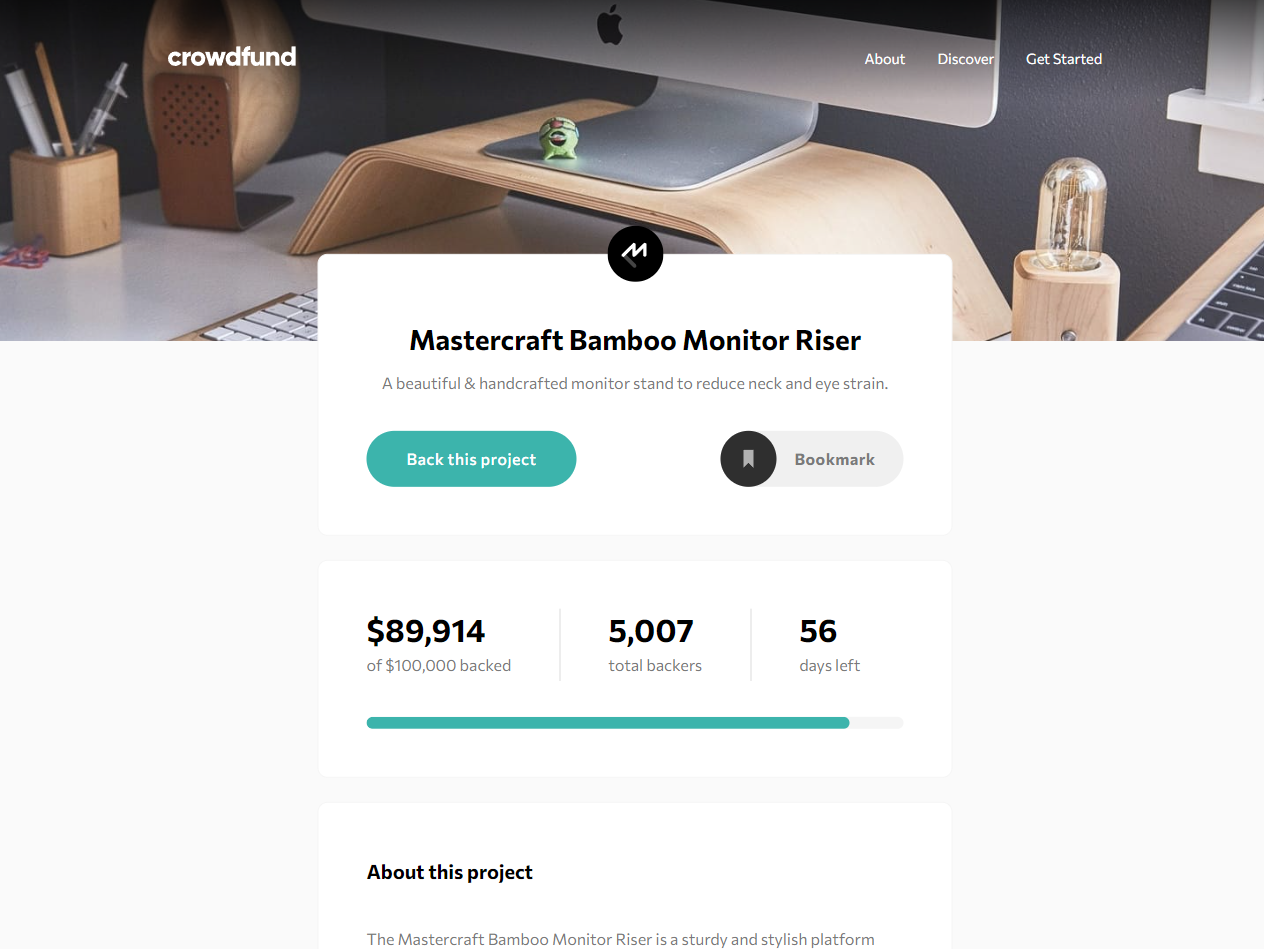 crowdfund
About
Discover
Get Started
Mastercraft Bamboo Monitor Riser
A beautiful & handcrafted monitor stand to reduce neck and eye strain.
Back this project
Bookmark
$89,914
of $100,000 backed
5,007
total backers
56
days left
About this project
The Mastercraft Bamboo Monitor Riser is a sturdy and stylish platform